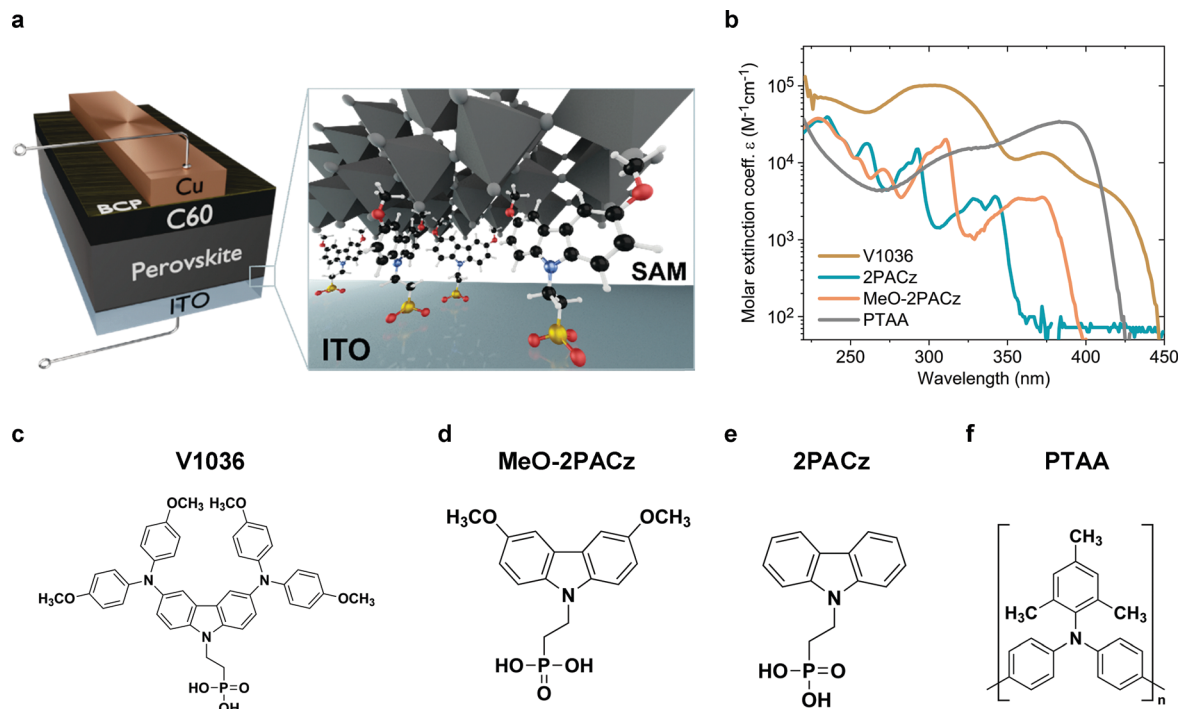 a
Cu
BCP
C60
Perovskite
ITO
SAM
ITO
b
Molar extinction coeff. ε (M⁻¹cm⁻¹)
10⁵
10⁴
10³
10²
V1036
2PACz
MeO-2PACz
PTAA
250 300 350 400 450
Wavelength (nm)
c
V1036
OCH₃ H₃CO
N N
H₃CO OCH₃
N
HO-P=O
OH
d
MeO-2PACz
H₃CO OCH₃
N
HO-P-OH
O
e
2PACz
N
HO-P=O
OH
f
PTAA
CH₃
H₃C CH₃
N
n